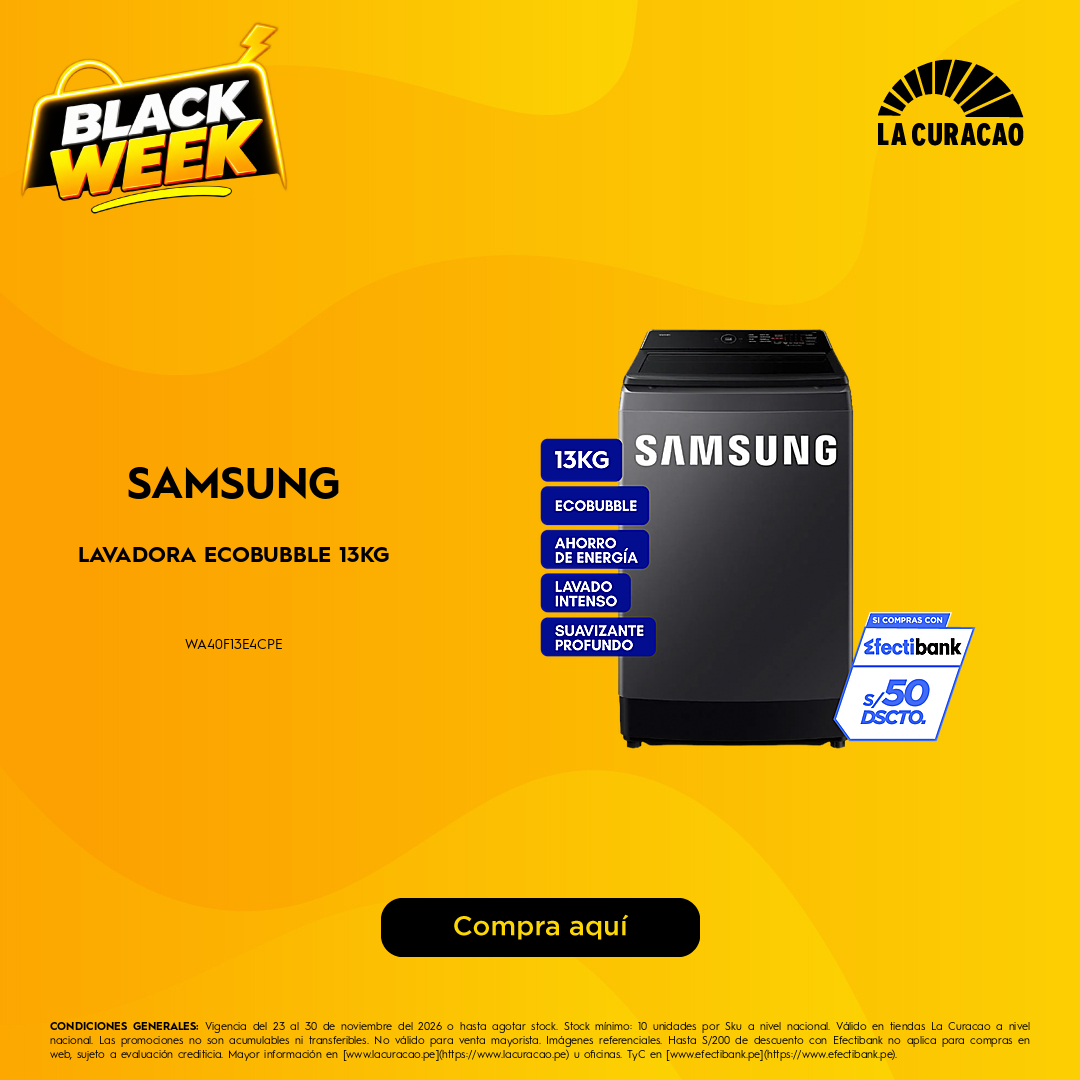 BLACK
WEEK
LA CURACAO
SAMSUNG
LAVADORA ECOBUBBLE 13KG
WA40F13E4CPE
SAMSUNG
13KG
ECOBUBBLE
AHORRO
DE ENERGÍA
LAVADO
INTENSO
SUAVIZANTE
PROFUNDO
SI COMPRAS CON
Efectibank
S/50
DSCTO.
Compra aquí
CONDICIONES GENERALES: Vigencia del 23 al 30 de noviembre del 2026 o hasta agotar stock. Stock mínimo: 10 unidades por Sku a nivel nacional. Válido en tiendas La Curacao a nivel
nacional. Las promociones no son acumulables ni transferibles. No válido para venta mayorista. Imágenes referenciales. Hasta S/200 de descuento con Efectibank no aplica para compras en
web, sujeto a evaluación crediticia. Mayor información en [www.lacuracao.pe](https://www.lacuracao.pe) u oficinas. TyC en [www.efectibank.pe](https://www.efectibank.pe).